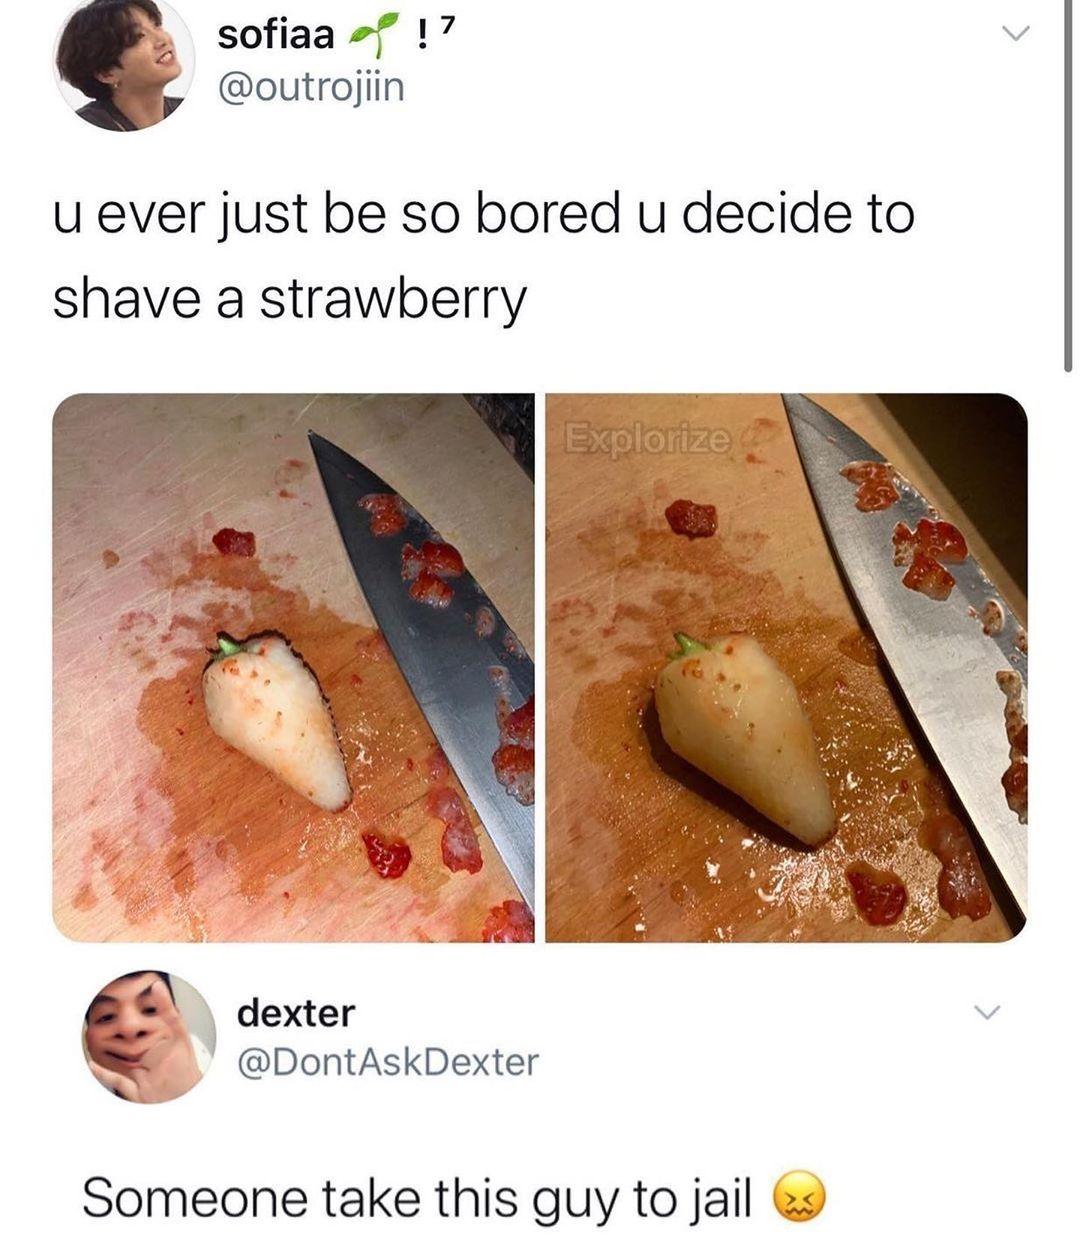 sofiaa 🌱 ! ⁷
@outrojiin
u ever just be so bored u decide to
shave a strawberry
Explorize
dexter
@DontAskDexter
Someone take this guy to jail 😖